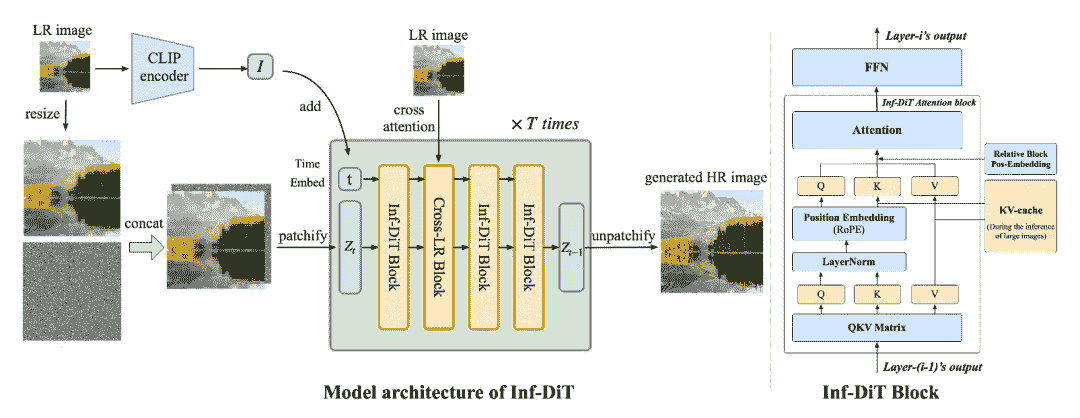 LR image
CLIP
encoder
I
resize
add
LR image
cross
attention
× T times
Time
Embed
t
concat
patchify
Z_t
Inf-DiT Block
Cross-LR Block
Inf-DiT Block
Inf-DiT Block
Z_{t-1}
unpatchify
generated HR image
Model architecture of Inf-DiT
Layer-i's output
FFN
Inf-DiT Attention block
Attention
Relative Block
Pos-Embedding
Q
K
V
KV-cache
(During the inference
of large images)
Position Embedding
(RoPE)
LayerNorm
Q
K
V
QKV Matrix
Layer-(i-1)'s output
Inf-DiT Block